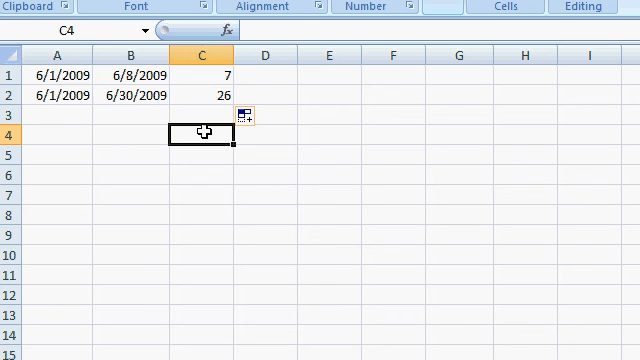 Clipboard Font Alignment Number Cells Editing
C4 fx
A B C D E F G H I
1 6/1/2009 6/8/2009 7
2 6/1/2009 6/30/2009 26
3
4
5
6
7
8
9
10
11
12
13
14
15